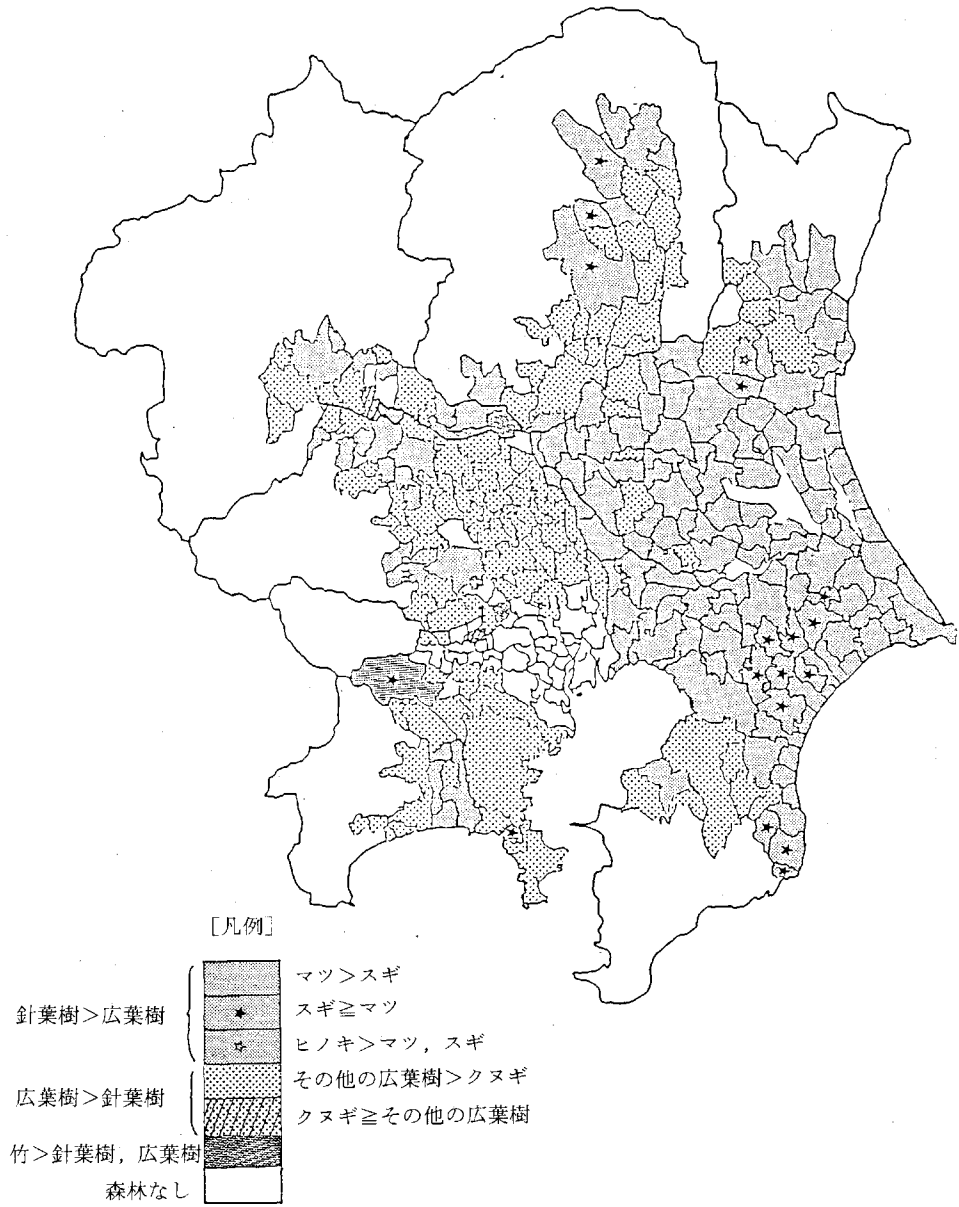 [凡例]
マツ>スギ
針葉樹>広葉樹
スギ≧マツ
ヒノキ>マツ, スギ
その他の広葉樹>クヌギ
広葉樹>針葉樹
クヌギ≧その他の広葉樹
竹>針葉樹, 広葉樹
森林なし